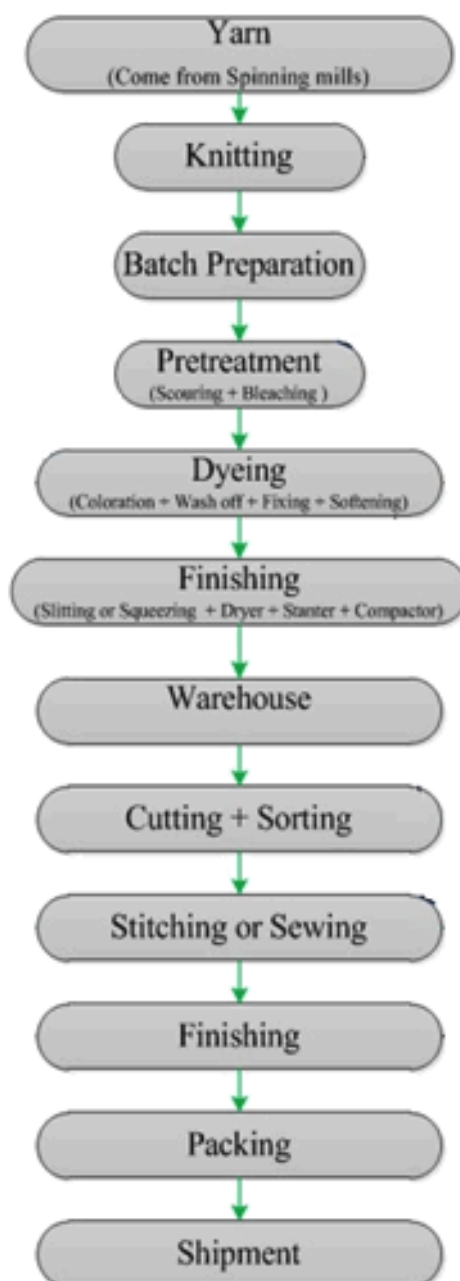 Yarn
(Come from Spinning mills)
Knitting
Batch Preparation
Pretreatment
(Scouring + Bleaching )
Dyeing
(Coloration + Wash off + Fixing + Softening)
Finishing
(Slitting or Squeezing + Dryer + Stanter + Compactor)
Warehouse
Cutting + Sorting
Stitching or Sewing
Finishing
Packing
Shipment